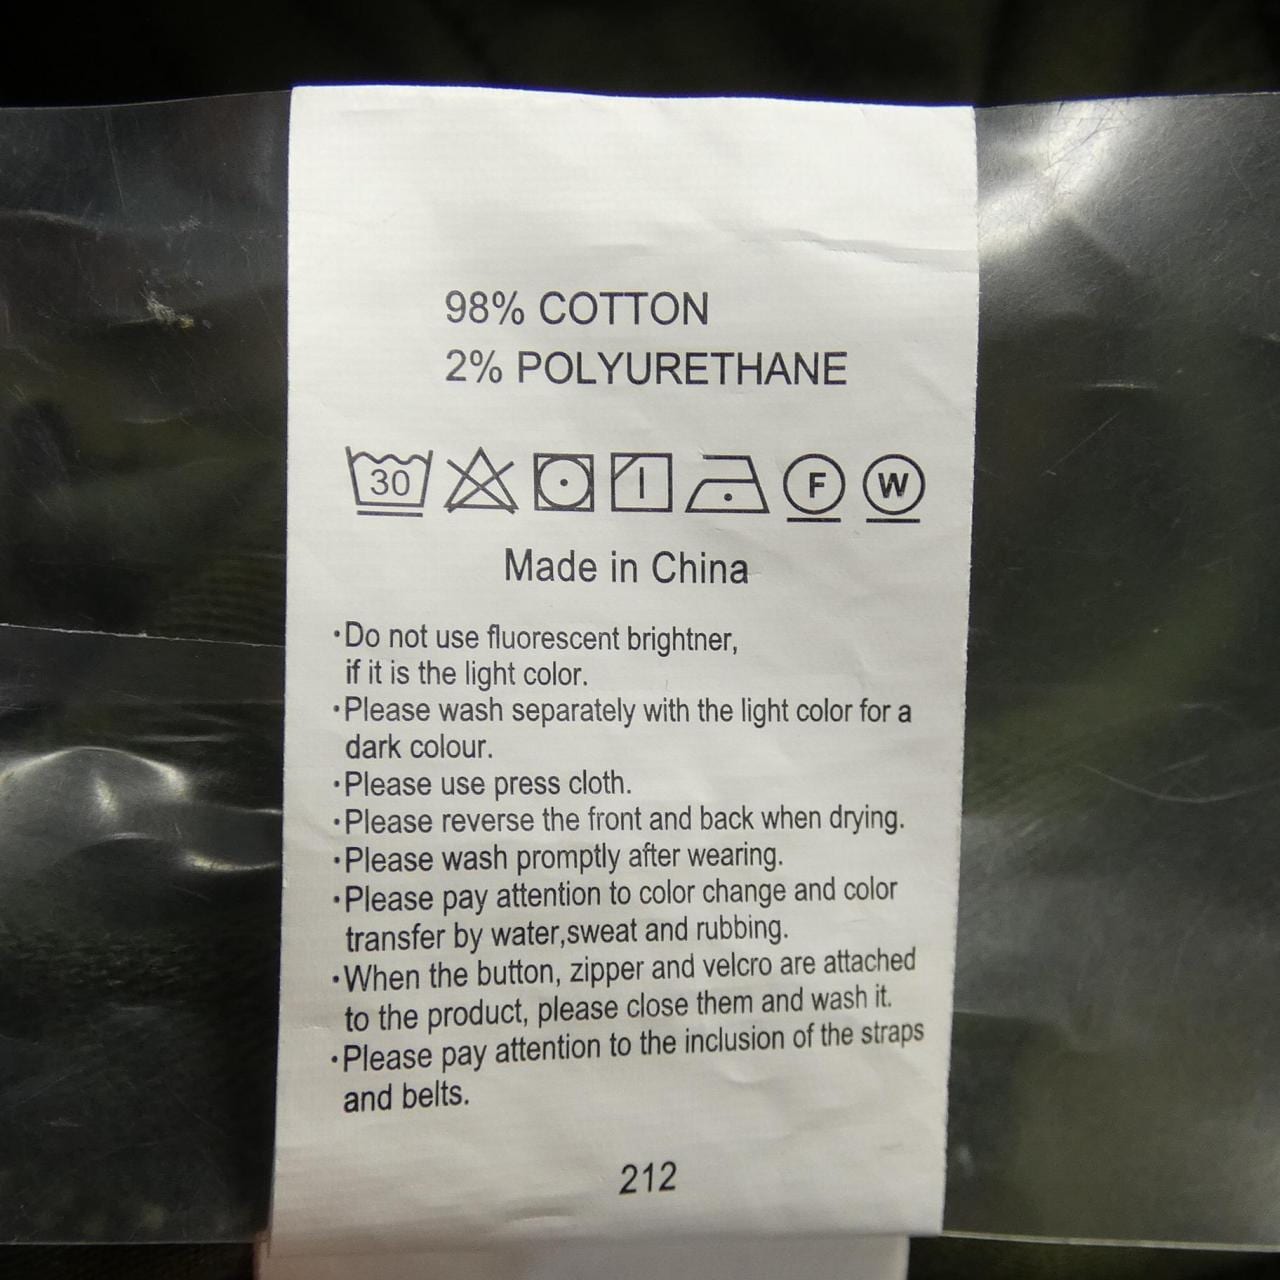 98% COTTON
2% POLYURETHANE
30 F W
Made in China
·Do not use fluorescent brightner,
if it is the light color.
·Please wash separately with the light color for a
dark colour.
·Please use press cloth.
·Please reverse the front and back when drying.
·Please wash promptly after wearing.
·Please pay attention to color change and color
transfer by water,sweat and rubbing.
·When the button, zipper and velcro are attached
to the product, please close them and wash it.
·Please pay attention to the inclusion of the straps
and belts.
212